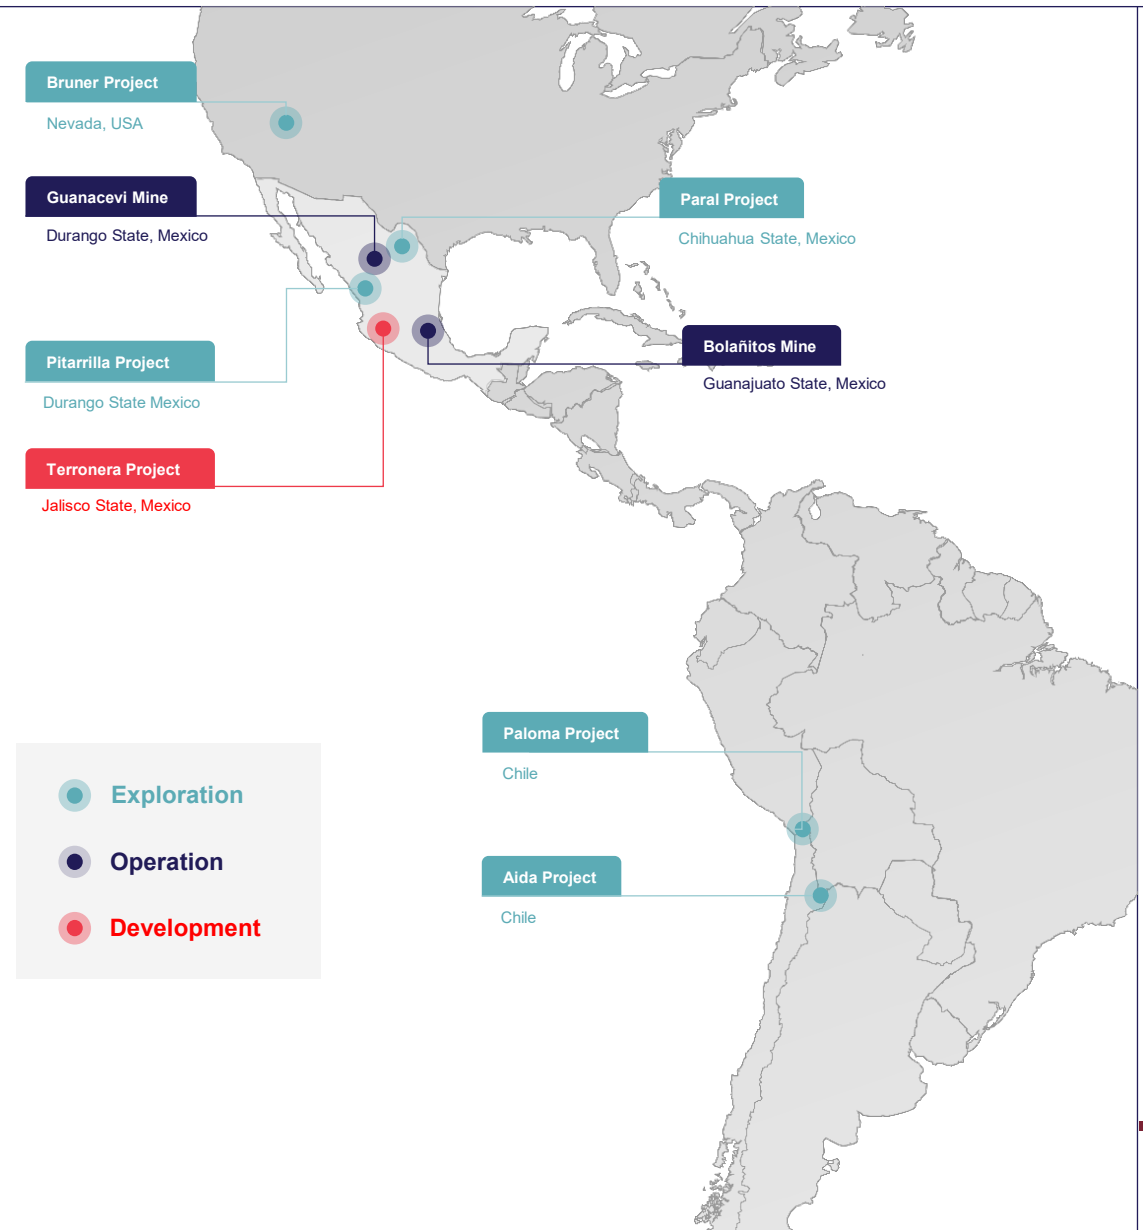 Bruner Project
Nevada, USA
Guanacevi Mine
Durango State, Mexico
Paral Project
Chihuahua State, Mexico
Pitarrilla Project
Durango State Mexico
Bolañitos Mine
Guanajuato State, Mexico
Terronera Project
Jalisco State, Mexico
Paloma Project
Chile
Aida Project
Chile
Exploration
Operation
Development